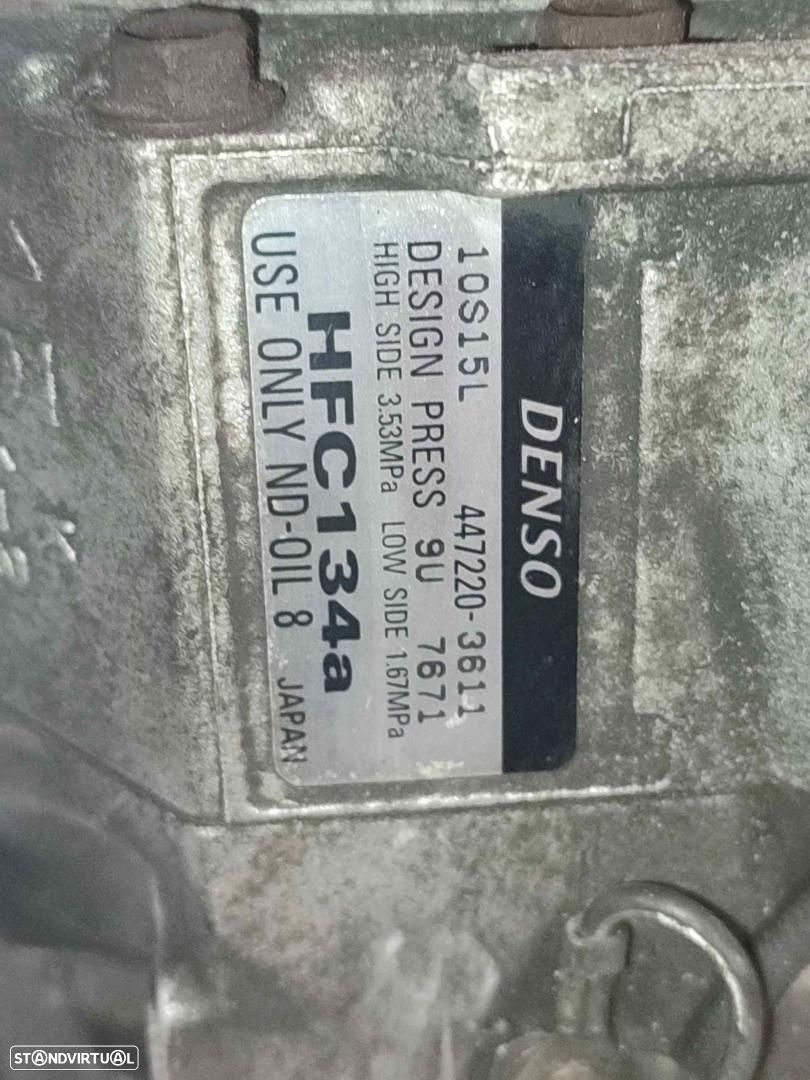 DENSO
10S15L 447220-3611
DESIGN PRESS 9U 7671
HIGH SIDE 3.53MPa LOW SIDE 1.67MPa
HFC134a
USE ONLY ND-OIL 8 JAPAN
STANDVIRTUAL